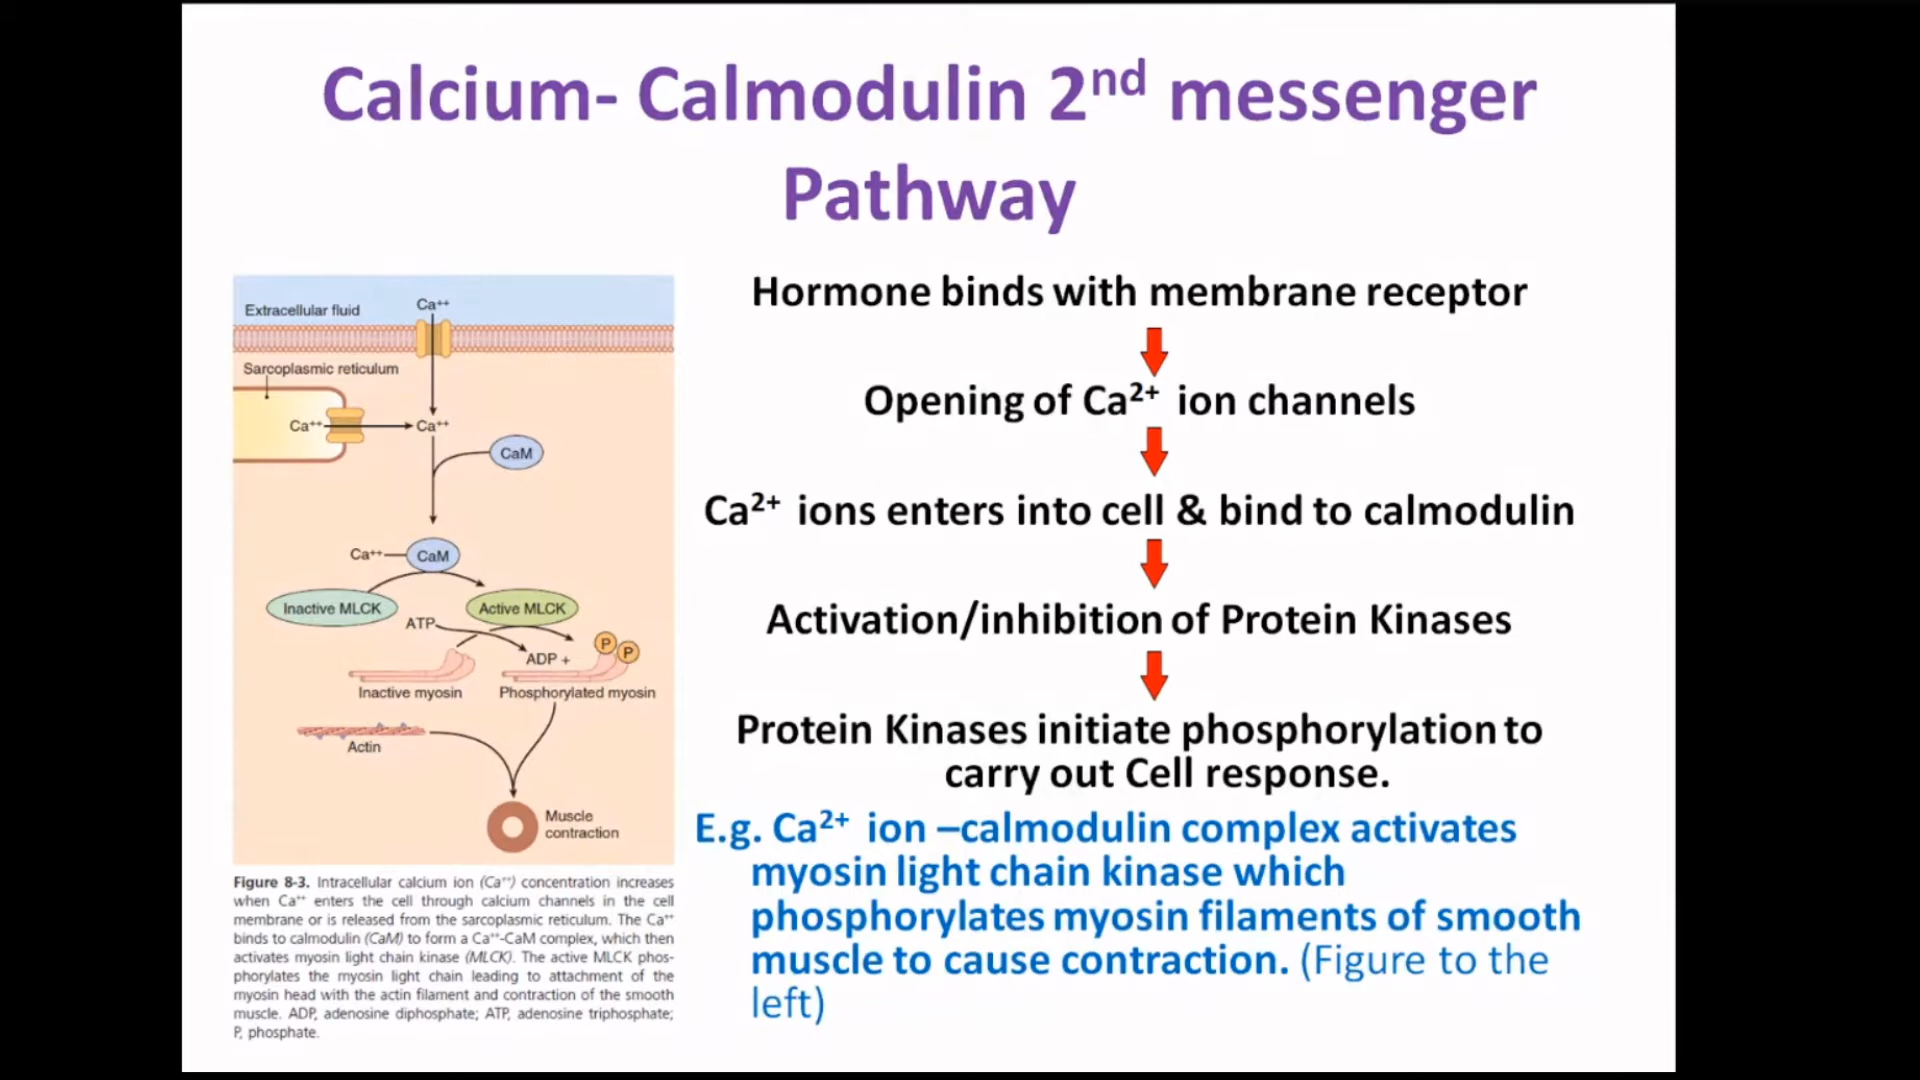 Calcium- Calmodulin 2nd messenger
Pathway
Extracellular fluid
Ca++
Sarcoplasmic reticulum
Ca++
Ca++
CaM
Ca++
CaM
Inactive MLCK
Active MLCK
ATP
ADP +
P
P
Inactive myosin
Phosphorylated myosin
Actin
Muscle
contraction
Figure 8-3. Intracellular calcium ion (Ca++) concentration increases
when Ca++ enters the cell through calcium channels in the cell
membrane or is released from the sarcoplasmic reticulum. The Ca++
binds to calmodulin (CaM) to form a Ca++-CaM complex, which then
activates myosin light chain kinase (MLCK). The active MLCK phos-
phorylates the myosin light chain leading to attachment of the
myosin head with the actin filament and contraction of the smooth
muscle. ADP, adenosine diphosphate; ATP, adenosine triphosphate;
P, phosphate.
Hormone binds with membrane receptor
Opening of Ca2+ ion channels
Ca2+ ions enters into cell & bind to calmodulin
Activation/inhibition of Protein Kinases
Protein Kinases initiate phosphorylation to
carry out Cell response.
E.g. Ca2+ ion –calmodulin complex activates
myosin light chain kinase which
phosphorylates myosin filaments of smooth
muscle to cause contraction. (Figure to the
left)